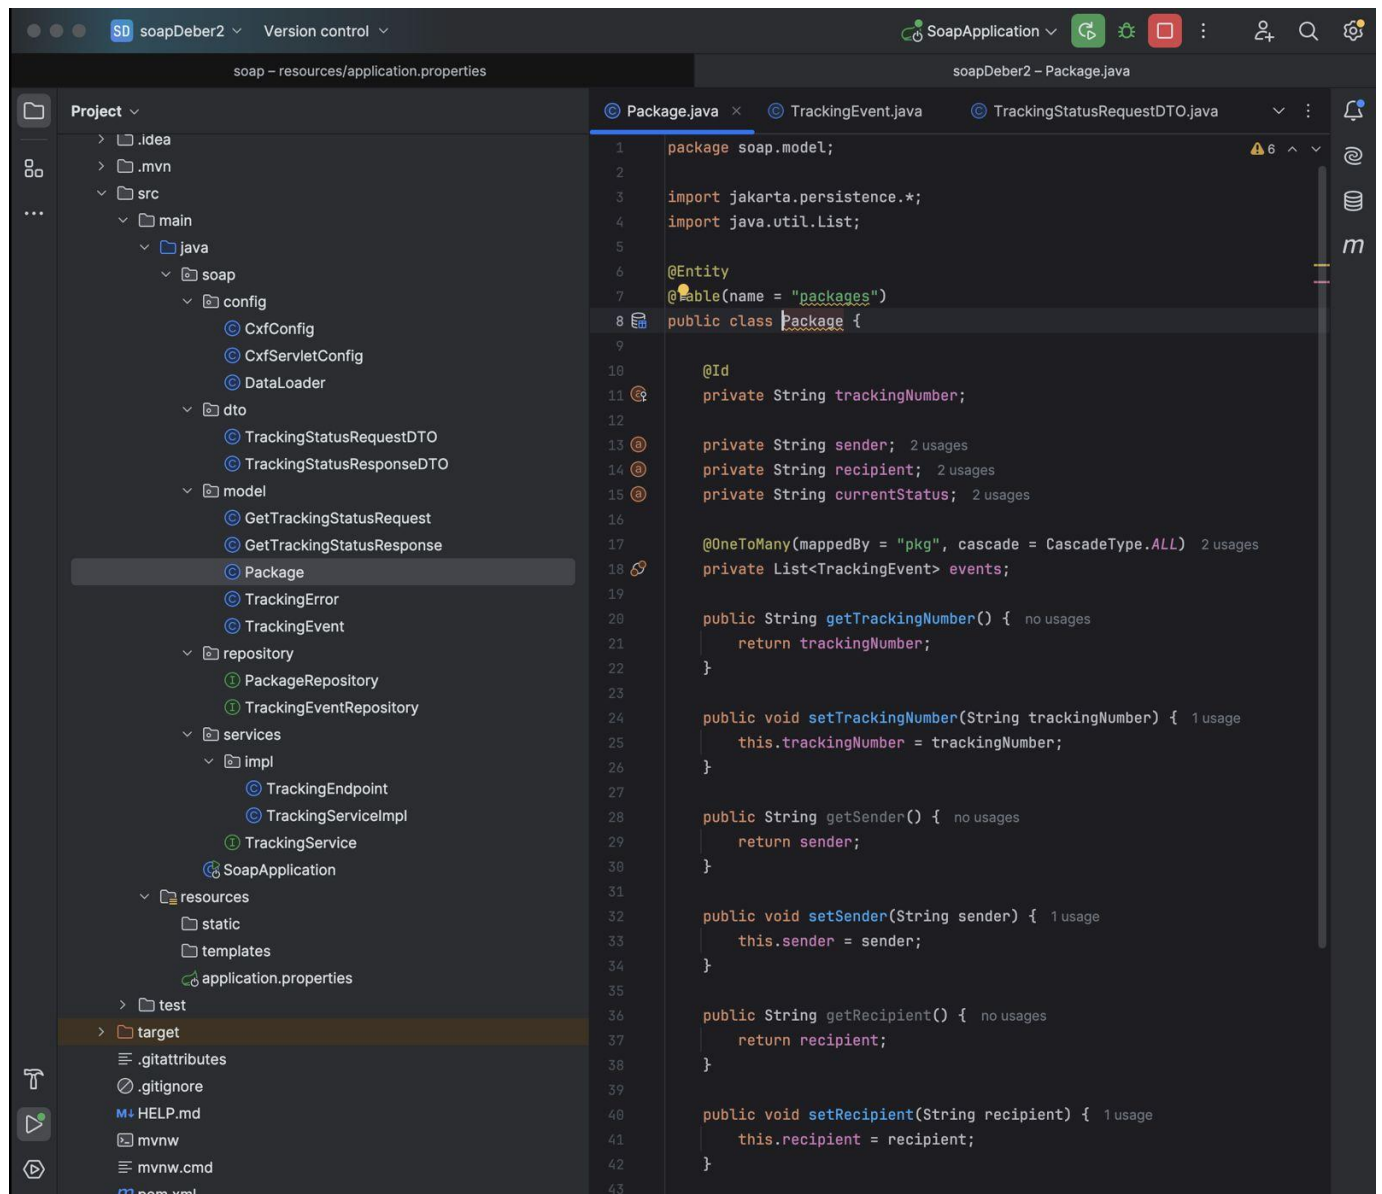 SD soapDeber2 Version control SoapApplication
soap – resources/application.properties soapDeber2 – Package.java
Project
.idea
.mvn
src
main
java
soap
config
CxfConfig
CxfServletConfig
DataLoader
dto
TrackingStatusRequestDTO
TrackingStatusResponseDTO
model
GetTrackingStatusRequest
GetTrackingStatusResponse
Package
TrackingError
TrackingEvent
repository
PackageRepository
TrackingEventRepository
services
impl
TrackingEndpoint
TrackingServiceImpl
TrackingService
SoapApplication
resources
static
templates
application.properties
test
target
.gitattributes
.gitignore
M↓ HELP.md
mvnw
mvnw.cmd
pom.xml
Package.java TrackingEvent.java TrackingStatusRequestDTO.java
1 package soap.model; 6
2
3 import jakarta.persistence.*;
4 import java.util.List;
5
6 @Entity
7 @Table(name = "packages")
8 public class Package {
9
10 @Id
11 private String trackingNumber;
12
13 private String sender; 2 usages
14 private String recipient; 2 usages
15 private String currentStatus; 2 usages
16
17 @OneToMany(mappedBy = "pkg", cascade = CascadeType.ALL) 2 usages
18 private List<TrackingEvent> events;
19
20 public String getTrackingNumber() { no usages
21 return trackingNumber;
22 }
23
24 public void setTrackingNumber(String trackingNumber) { 1 usage
25 this.trackingNumber = trackingNumber;
26 }
27
28 public String getSender() { no usages
29 return sender;
30 }
31
32 public void setSender(String sender) { 1 usage
33 this.sender = sender;
34 }
35
36 public String getRecipient() { no usages
37 return recipient;
38 }
39
40 public void setRecipient(String recipient) { 1 usage
41 this.recipient = recipient;
42 }
43
m